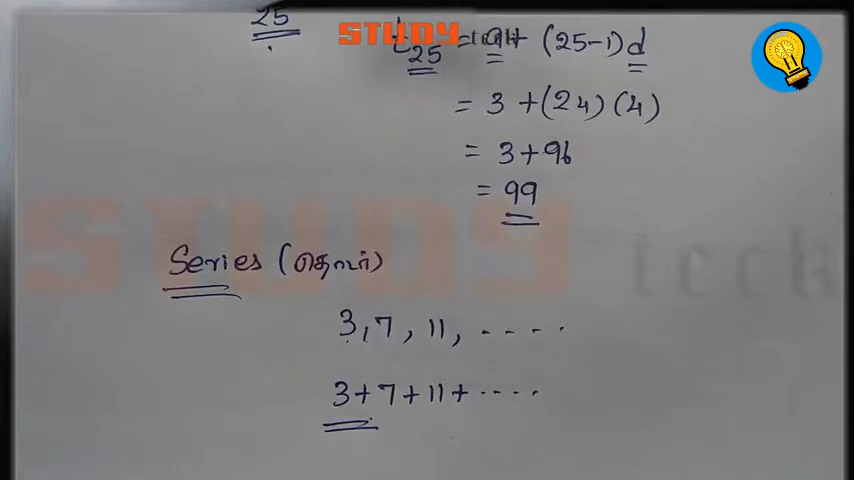 25
t25 = a+ (25-1)d
= 3 + (24) (4)
= 3+96
= 99
Series (தொடர்)
3, 7, 11, .....
3+7+11+.....
STUDY teck